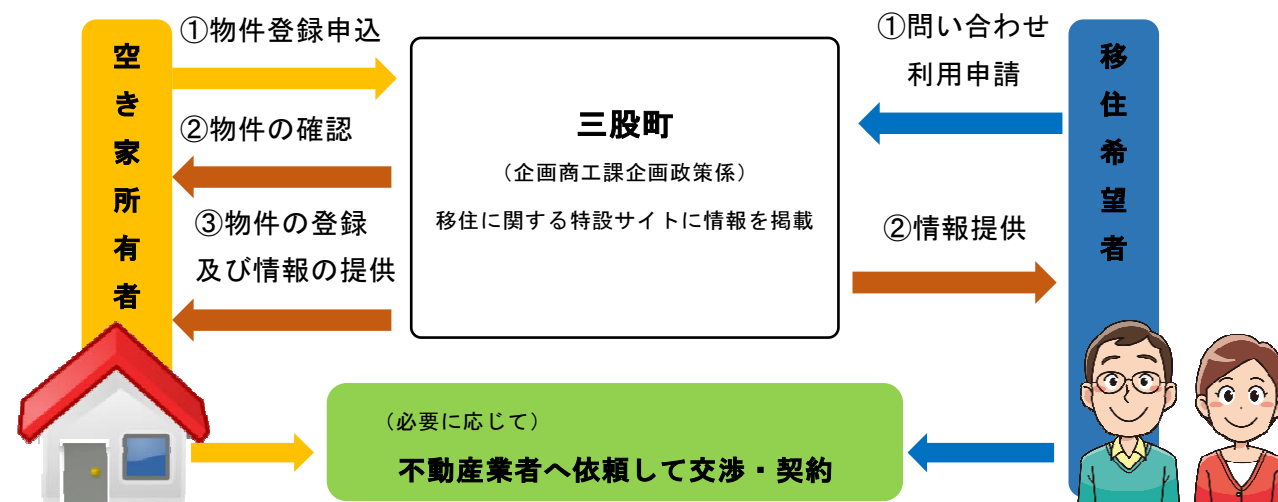 空き家所有者
①物件登録申込
②物件の確認
③物件の登録
及び情報の提供
三股町
（企画商工課企画政策係）
移住に関する特設サイトに情報を掲載
①問い合わせ
利用申請
②情報提供
移住希望者
（必要に応じて）
不動産業者へ依頼して交渉・契約